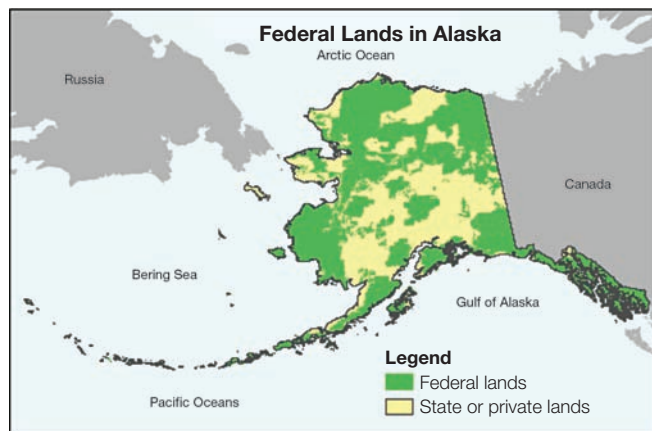 Federal Lands in Alaska
Arctic Ocean
Russia
Canada
Bering Sea
Gulf of Alaska
Legend
Federal lands
State or private lands
Pacific Oceans